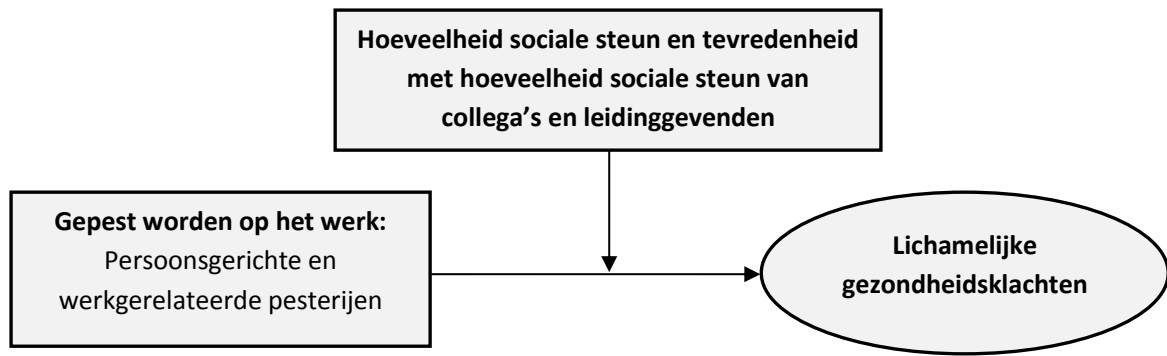 Hoeveelheid sociale steun en tevredenheid
met hoeveelheid sociale steun van
collega’s en leidinggevenden
Gepest worden op het werk:
Persoonsgerichte en
werkgerelateerde pesterijen
Lichamelijke
gezondheidsklachten